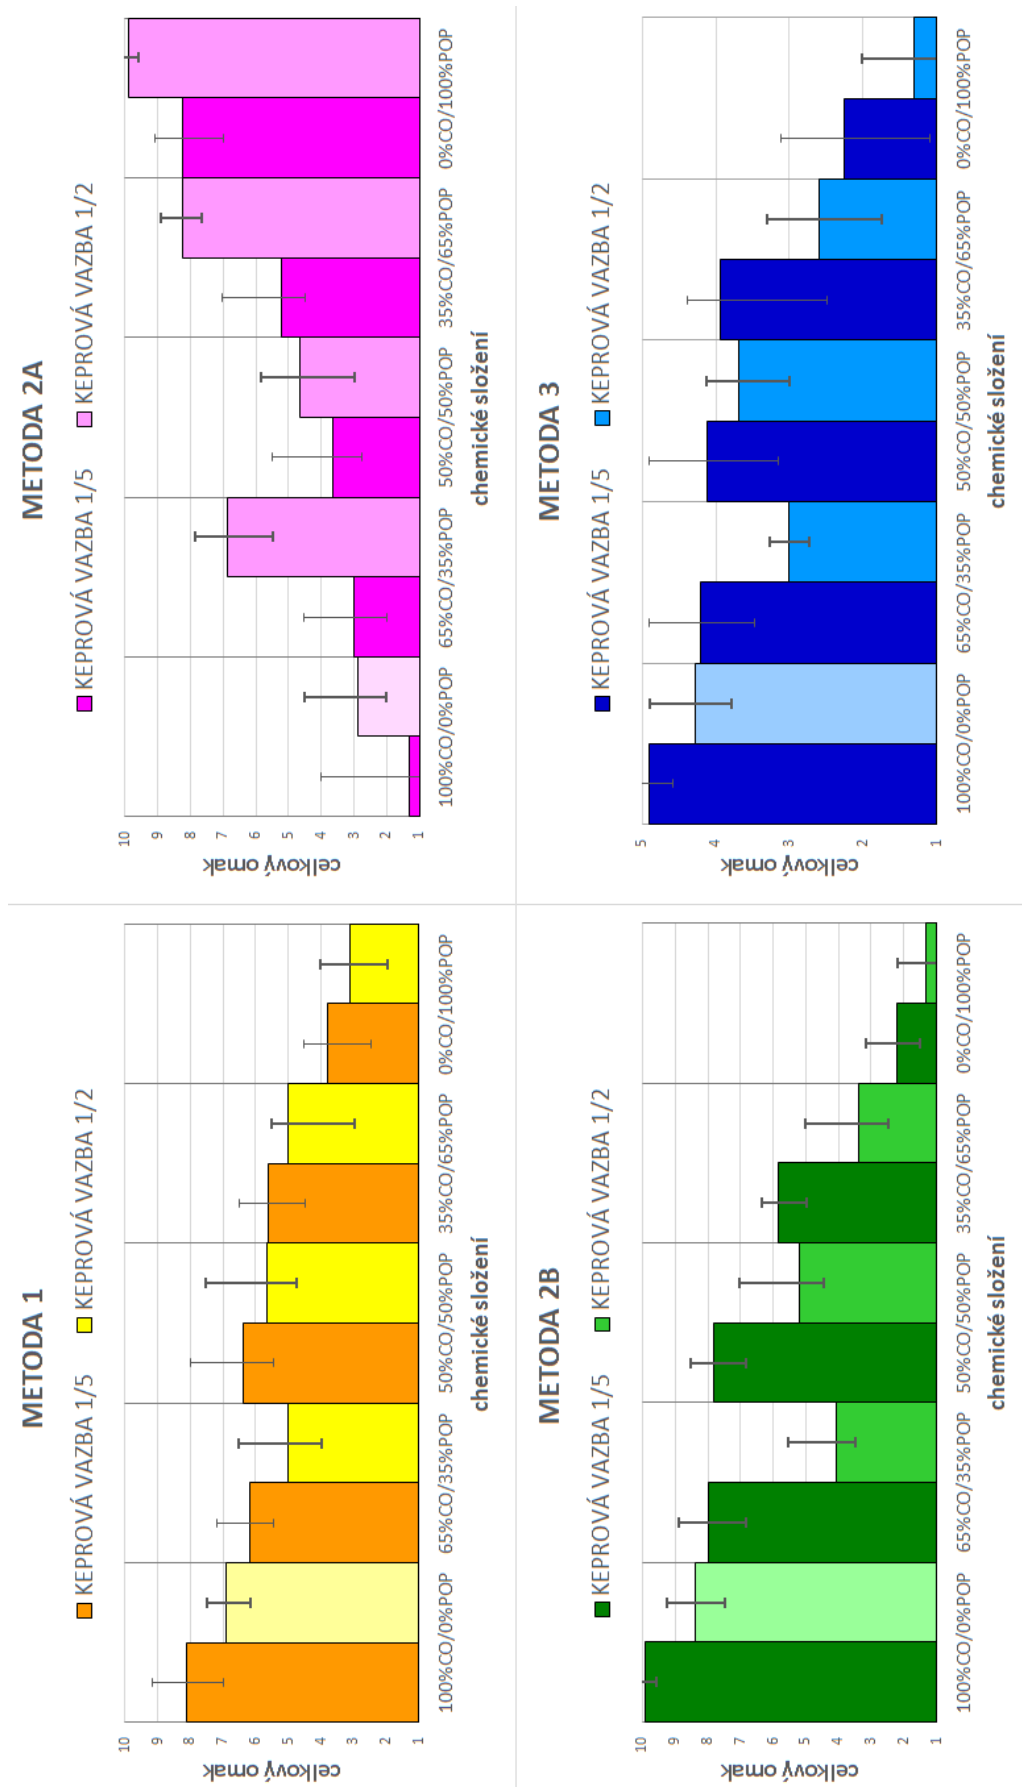 METODA 1
KEPROVÁ VAZBA 1/5 KEPROVÁ VAZBA 1/2
celkový omak
10
9
8
7
6
5
4
3
2
1
100%CO/0%POP 65%CO/35%POP 50%CO/50%POP 35%CO/65%POP 0%CO/100%POP
chemické složení
METODA 2A
KEPROVÁ VAZBA 1/5 KEPROVÁ VAZBA 1/2
celkový omak
10
9
8
7
6
5
4
3
2
1
100%CO/0%POP 65%CO/35%POP 50%CO/50%POP 35%CO/65%POP 0%CO/100%POP
chemické složení
METODA 2B
KEPROVÁ VAZBA 1/5 KEPROVÁ VAZBA 1/2
celkový omak
10
9
8
7
6
5
4
3
2
1
100%CO/0%POP 65%CO/35%POP 50%CO/50%POP 35%CO/65%POP 0%CO/100%POP
chemické složení
METODA 3
KEPROVÁ VAZBA 1/5 KEPROVÁ VAZBA 1/2
celkový omak
5
4
3
2
1
100%CO/0%POP 65%CO/35%POP 50%CO/50%POP 35%CO/65%POP 0%CO/100%POP
chemické složení